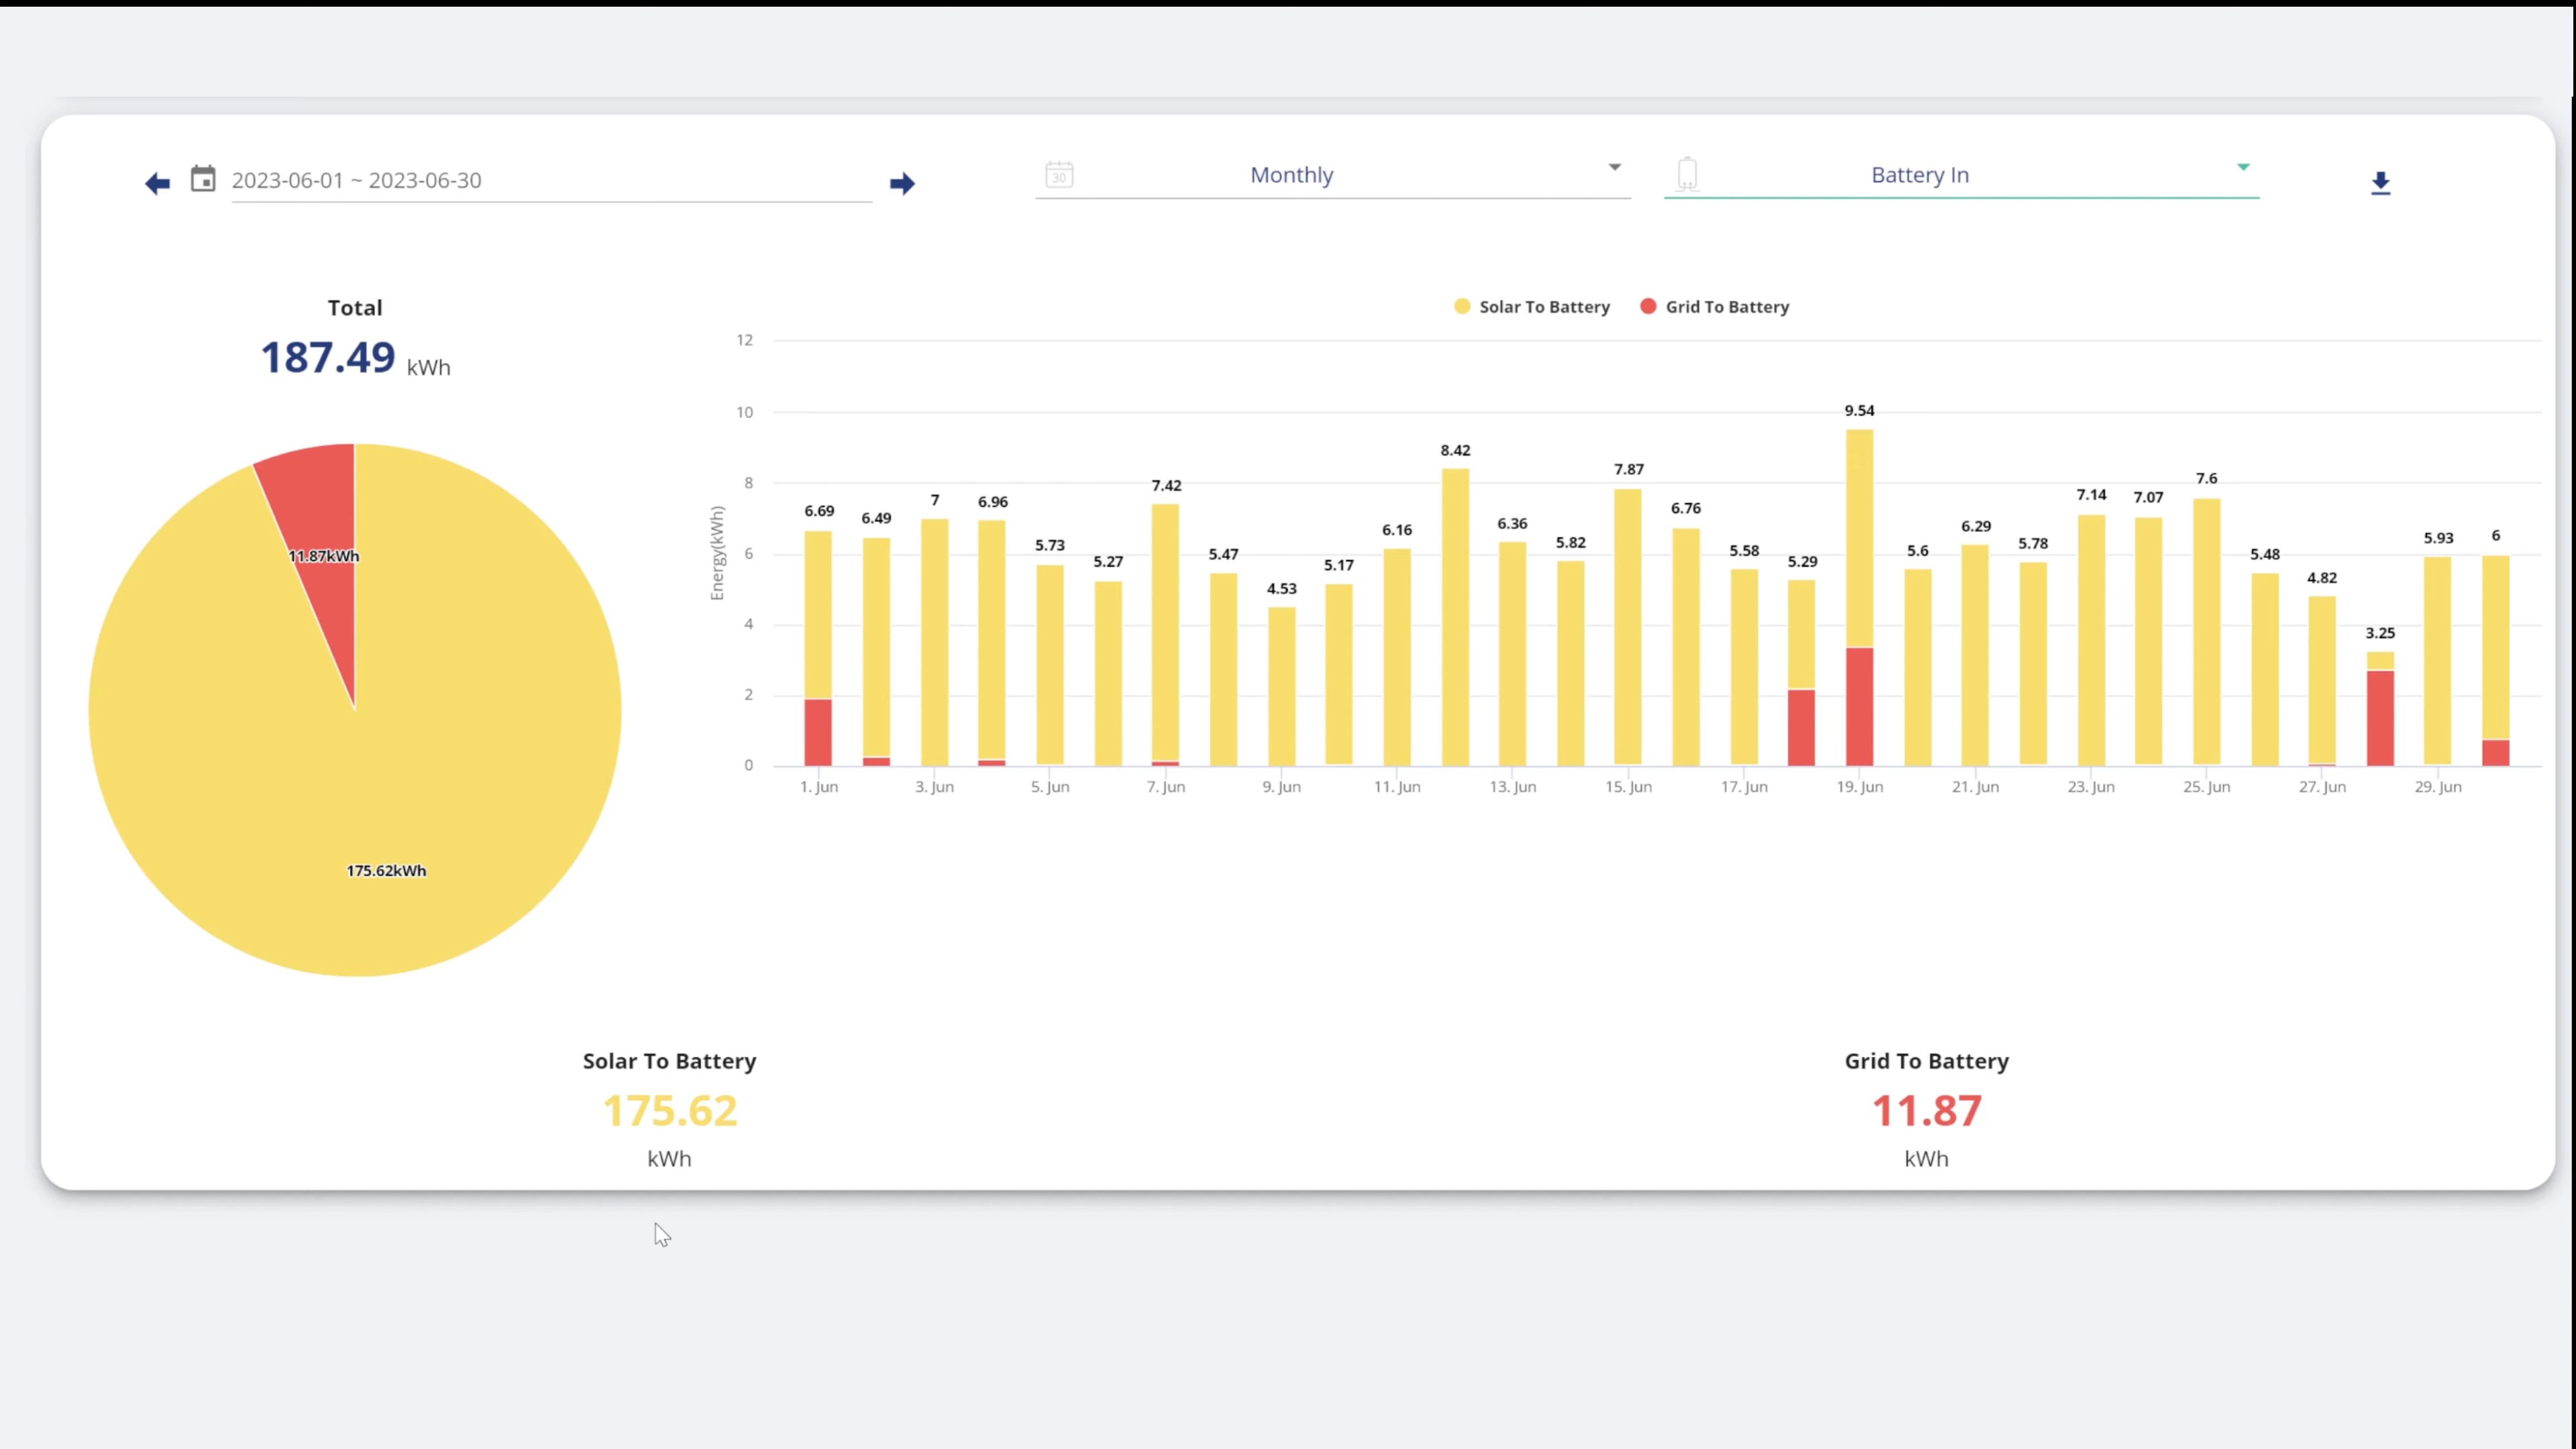 2023-06-01 ~ 2023-06-30
30
Monthly
Battery In
Total
187.49 kWh
11.87kWh
175.62kWh
Solar To Battery
Grid To Battery
Energy(kWh)
12
10
8
6
4
2
0
6.69
6.49
7
6.96
5.73
5.27
7.42
5.47
4.53
5.17
6.16
8.42
6.36
5.82
7.87
6.76
5.58
5.29
9.54
5.6
6.29
5.78
7.14
7.07
7.6
5.48
4.82
3.25
5.93
6
1. Jun
3. Jun
5. Jun
7. Jun
9. Jun
11. Jun
13. Jun
15. Jun
17. Jun
19. Jun
21. Jun
23. Jun
25. Jun
27. Jun
29. Jun
Solar To Battery
175.62
kWh
Grid To Battery
11.87
kWh